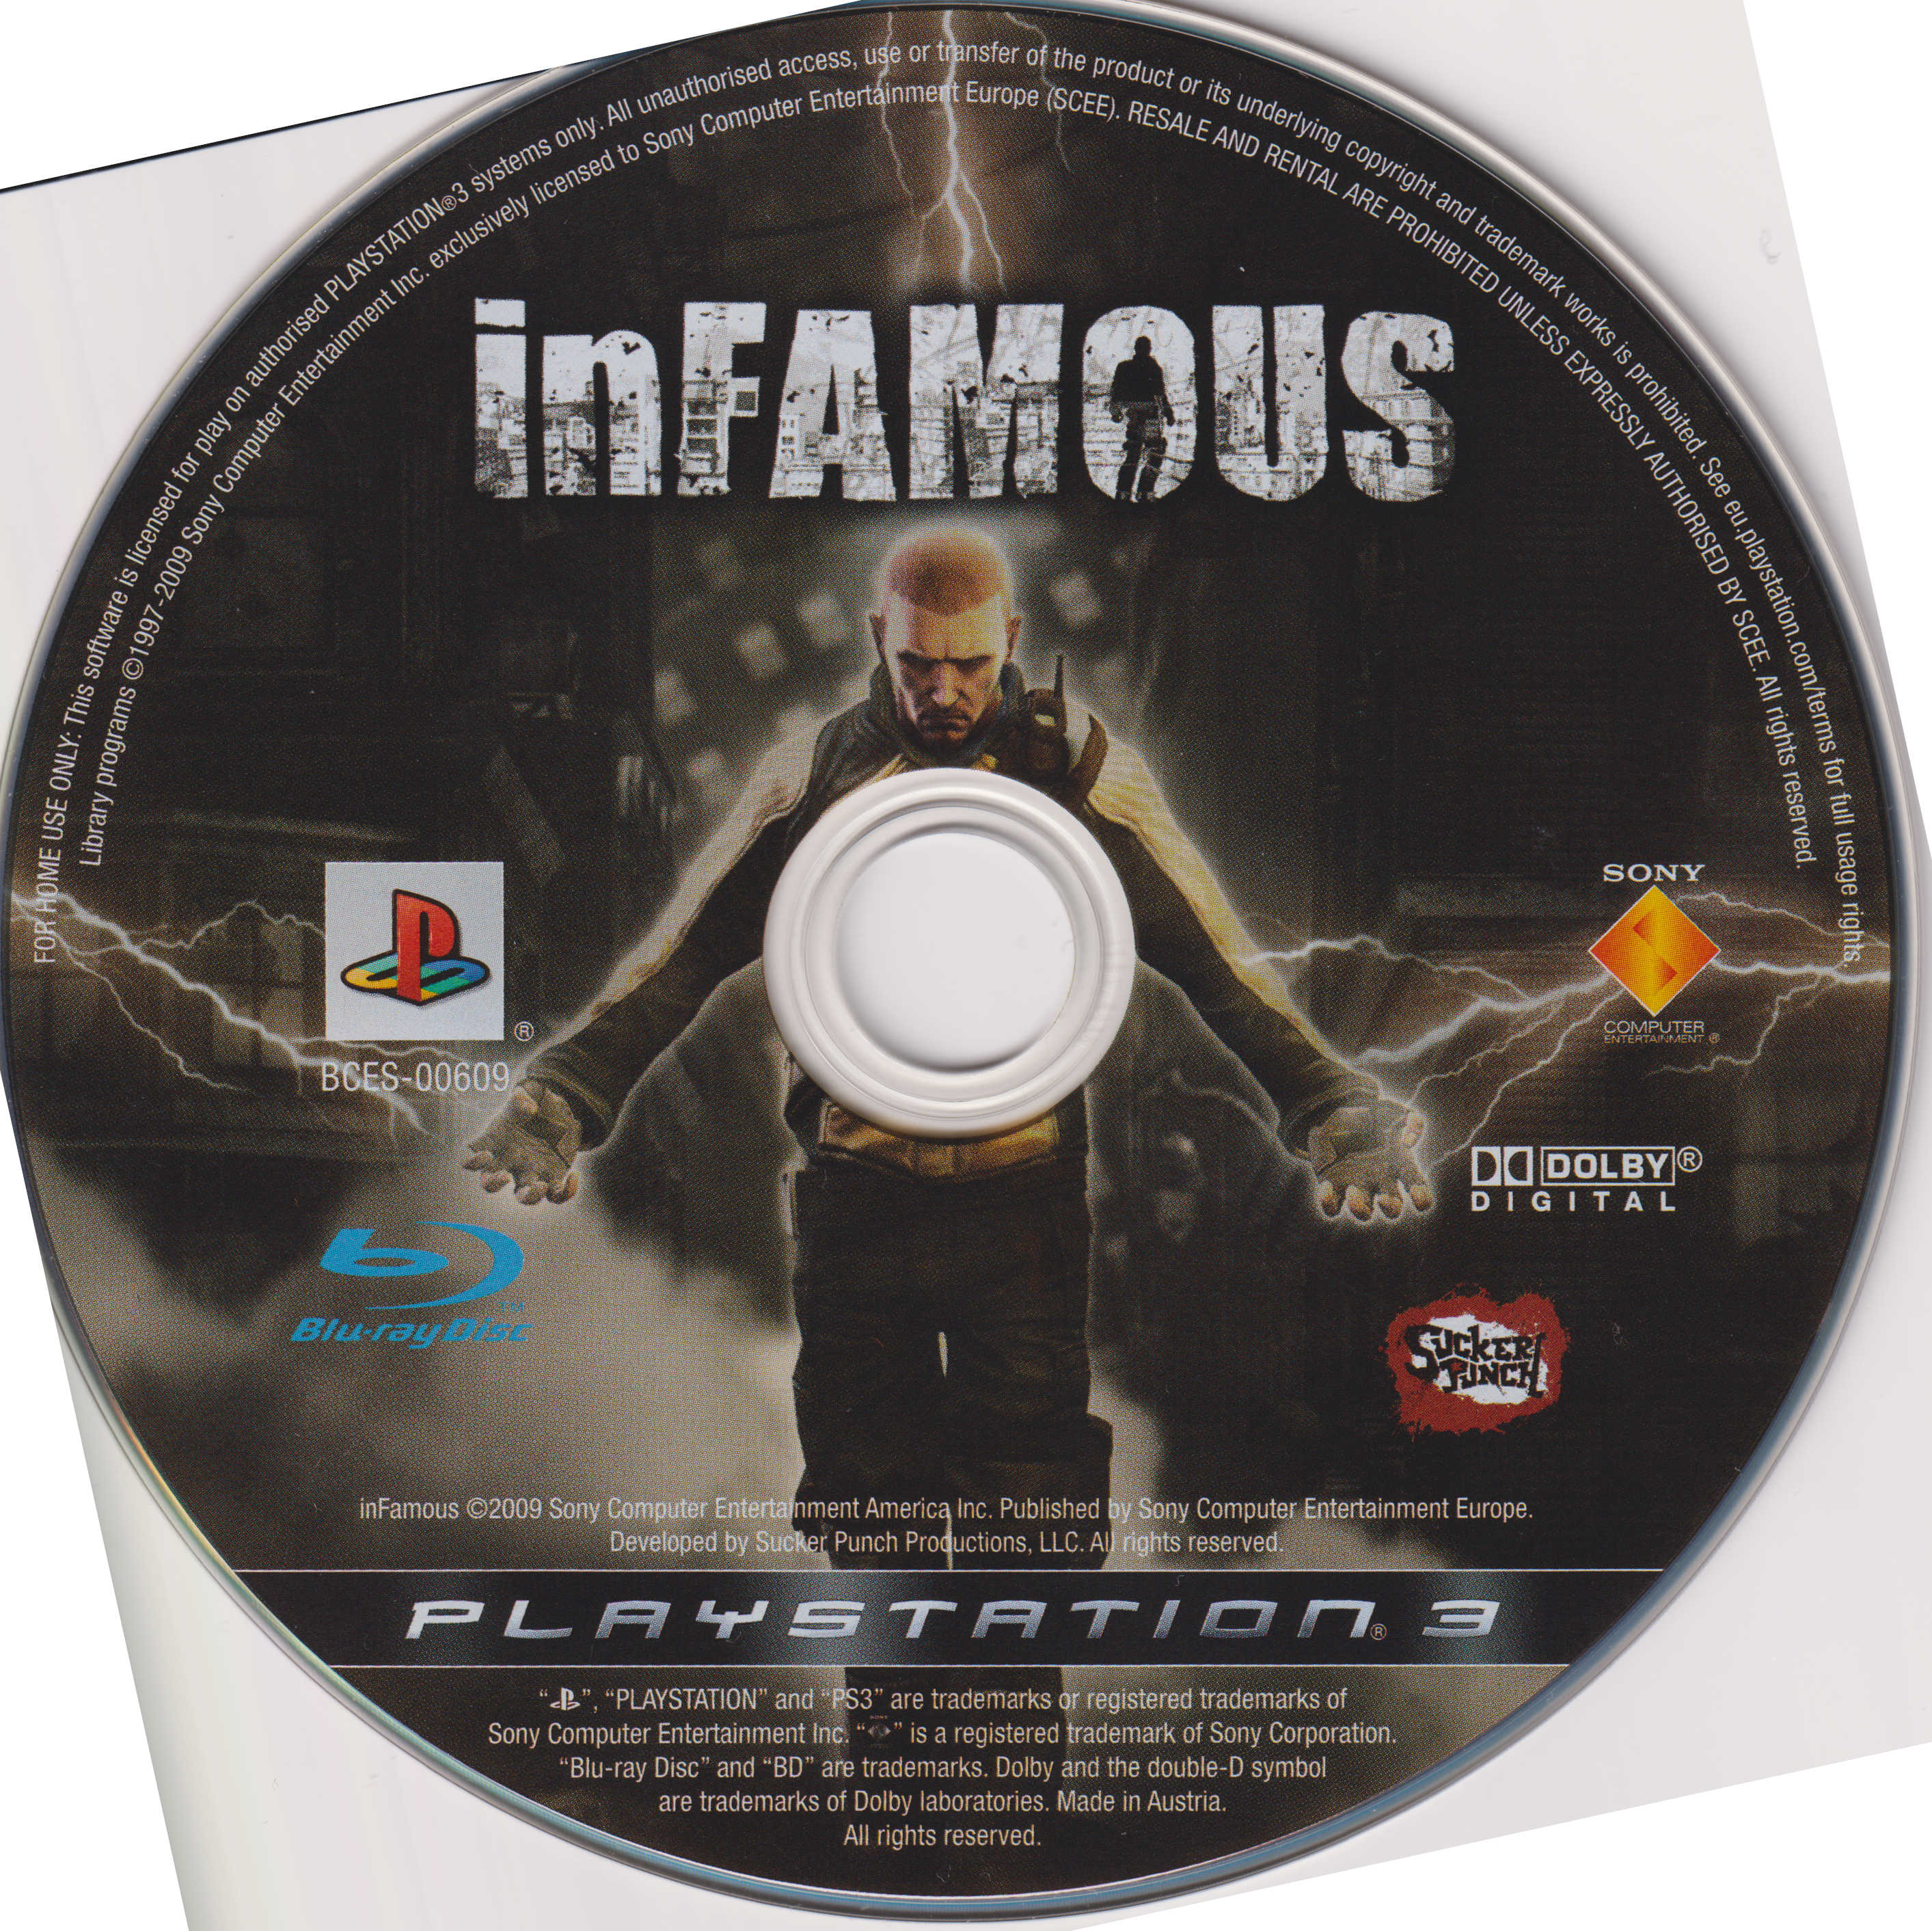 FOR HOME USE ONLY: This software is licensed for play on authorised PLAYSTATION®3 systems only. All unauthorised access, use or transfer of the product or its underlying copyright and trademark works is prohibited. See eu.playstation.com/terms for full usage rights.
Library programs ©1997-2009 Sony Computer Entertainment Inc. exclusively licensed to Sony Computer Entertainment Europe (SCEE). RESALE AND RENTAL ARE PROHIBITED UNLESS EXPRESSLY AUTHORISED BY SCEE. All rights reserved.
inFAMOUS
®
BCES-00609
SONY
COMPUTER
ENTERTAINMENT ®
DOLBY®
DIGITAL
Blu-ray Disc™
SUCKER
PUNCH
inFamous ©2009 Sony Computer Entertainment America Inc. Published by Sony Computer Entertainment Europe.
Developed by Sucker Punch Productions, LLC. All rights reserved.
PLAYSTATION® 3
“ ”, “PLAYSTATION” and “PS3” are trademarks or registered trademarks of
Sony Computer Entertainment Inc. “ ” is a registered trademark of Sony Corporation.
“Blu-ray Disc” and “BD” are trademarks. Dolby and the double-D symbol
are trademarks of Dolby laboratories. Made in Austria.
All rights reserved.